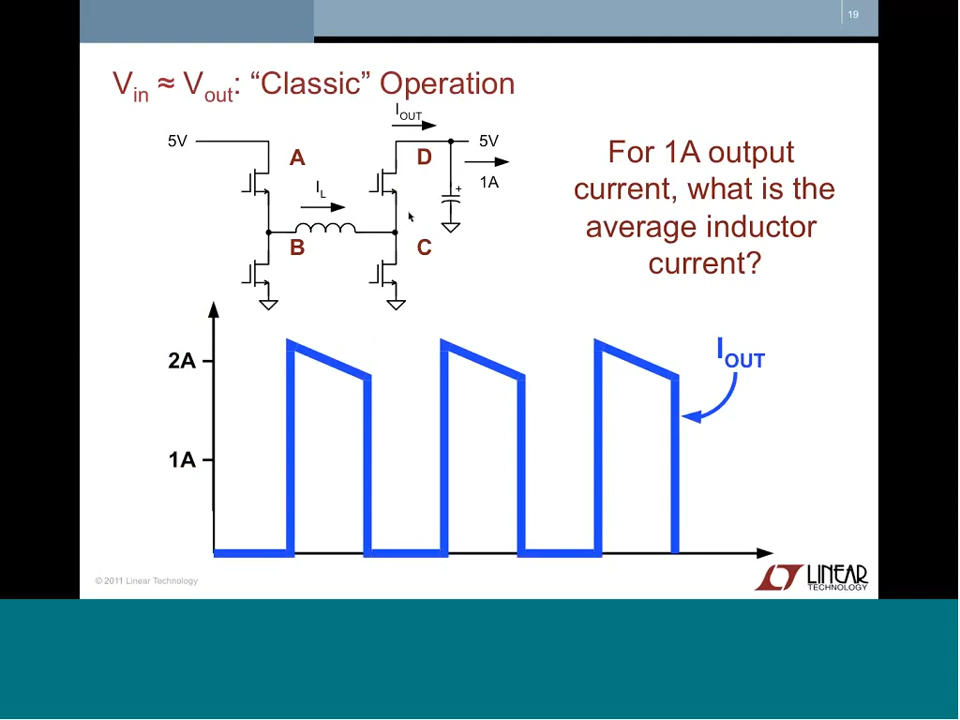 19
Vin ≈ Vout: “Classic” Operation
IOUT
5V
5V
A
D
1A
IL
+
B
C
For 1A output
current, what is the
average inductor
current?
2A
1A
IOUT
© 2011 Linear Technology
LINEAR
TECHNOLOGY